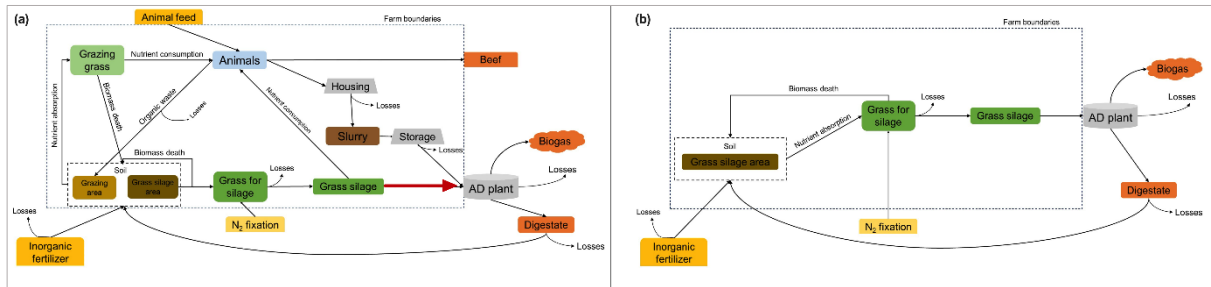 (a)
Animal feed
Farm boundaries
Grazing
grass
Nutrient consumption
Animals
Beef
Nutrient absorption
Biomass death
Organic waste
Losses
Nutrient consumption
Housing
Losses
Slurry
Storage
Losses
Biogas
Biomass death
Soil
Grazing
area
Grass silage
area
Losses
Grass for
silage
Grass silage
AD plant
Losses
N2 fixation
Digestate
Losses
Losses
Inorganic
fertilizer
(b)
Farm boundaries
Biogas
Biomass death
Losses
Losses
Grass for
silage
Grass silage
AD plant
Nutrient absorption
Soil
Grass silage area
Digestate
Losses
Losses
N2 fixation
Inorganic
fertilizer